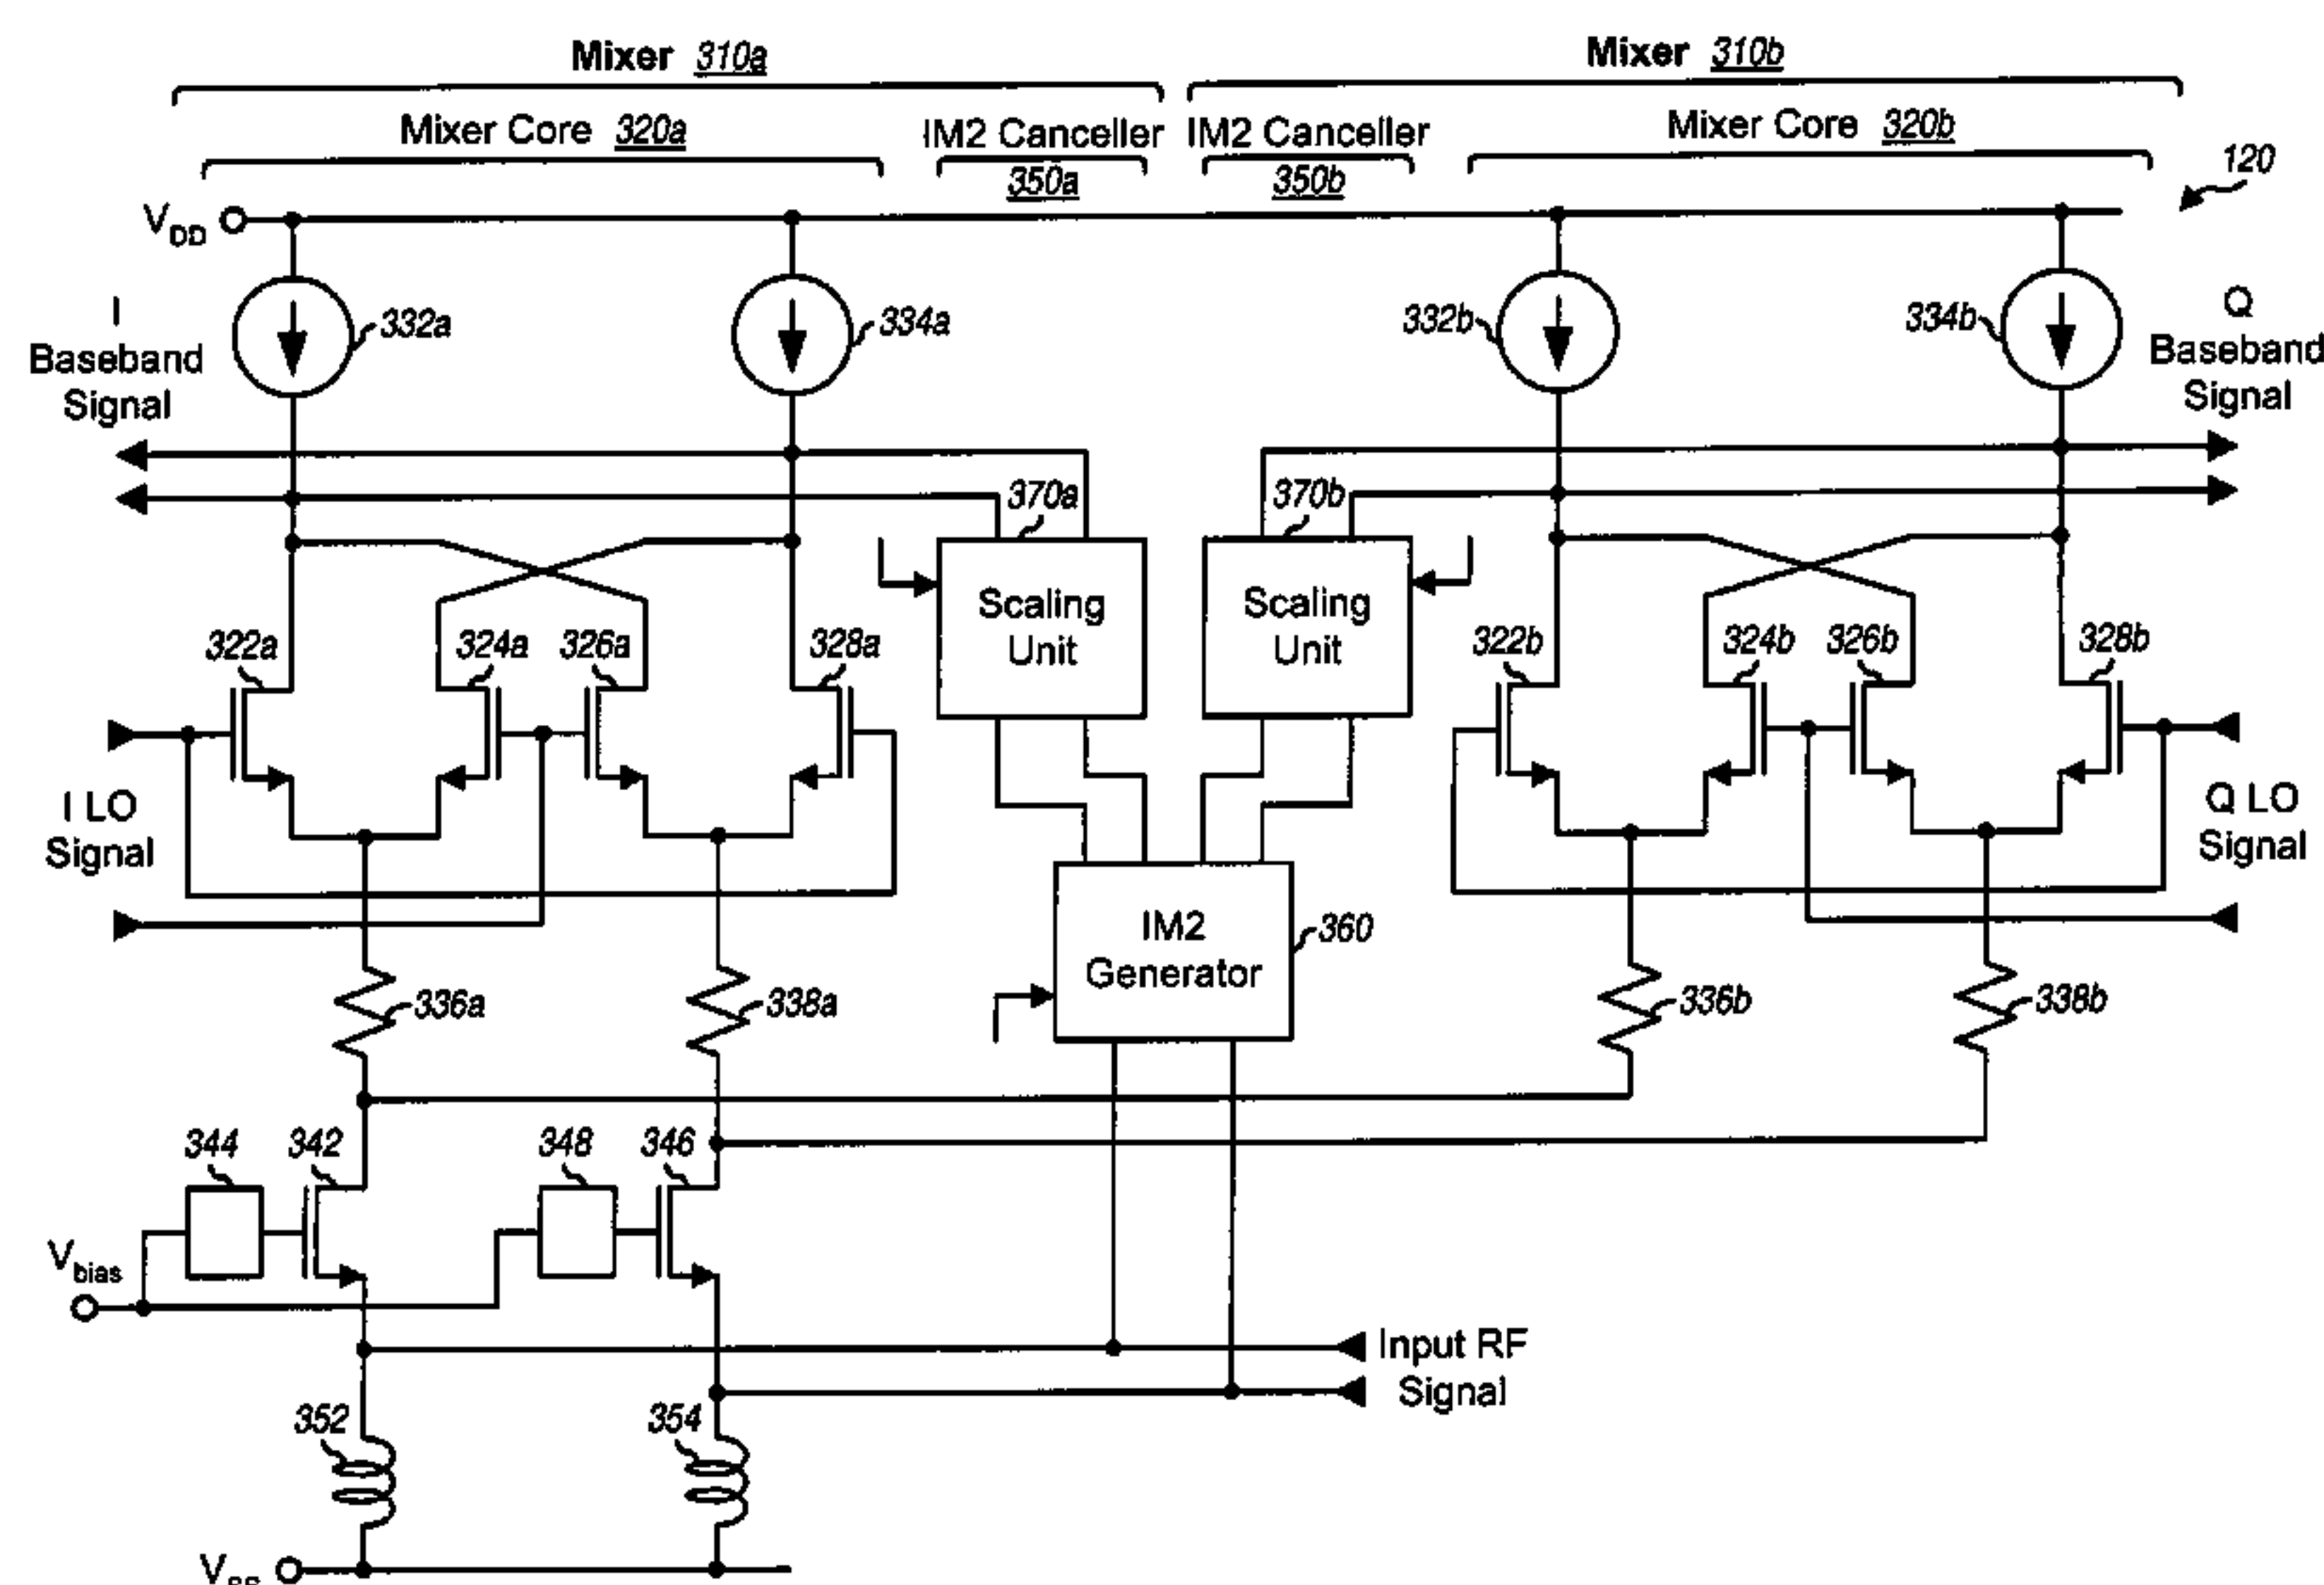 Mixer 310a
Mixer 310b
Mixer Core 320a
IM2 Canceller
350a
IM2 Canceller
350b
Mixer Core 320b
120
VDD
I
Baseband
Signal
332a
334a
332b
334b
Q
Baseband
Signal
370a
370b
Scaling
Unit
Scaling
Unit
322a
324a
326a
328a
322b
324b
326b
328b
I LO
Signal
Q LO
Signal
IM2
Generator
360
336a
338a
336b
338b
344
342
348
346
Vbias
Input RF
Signal
352
354
VSS